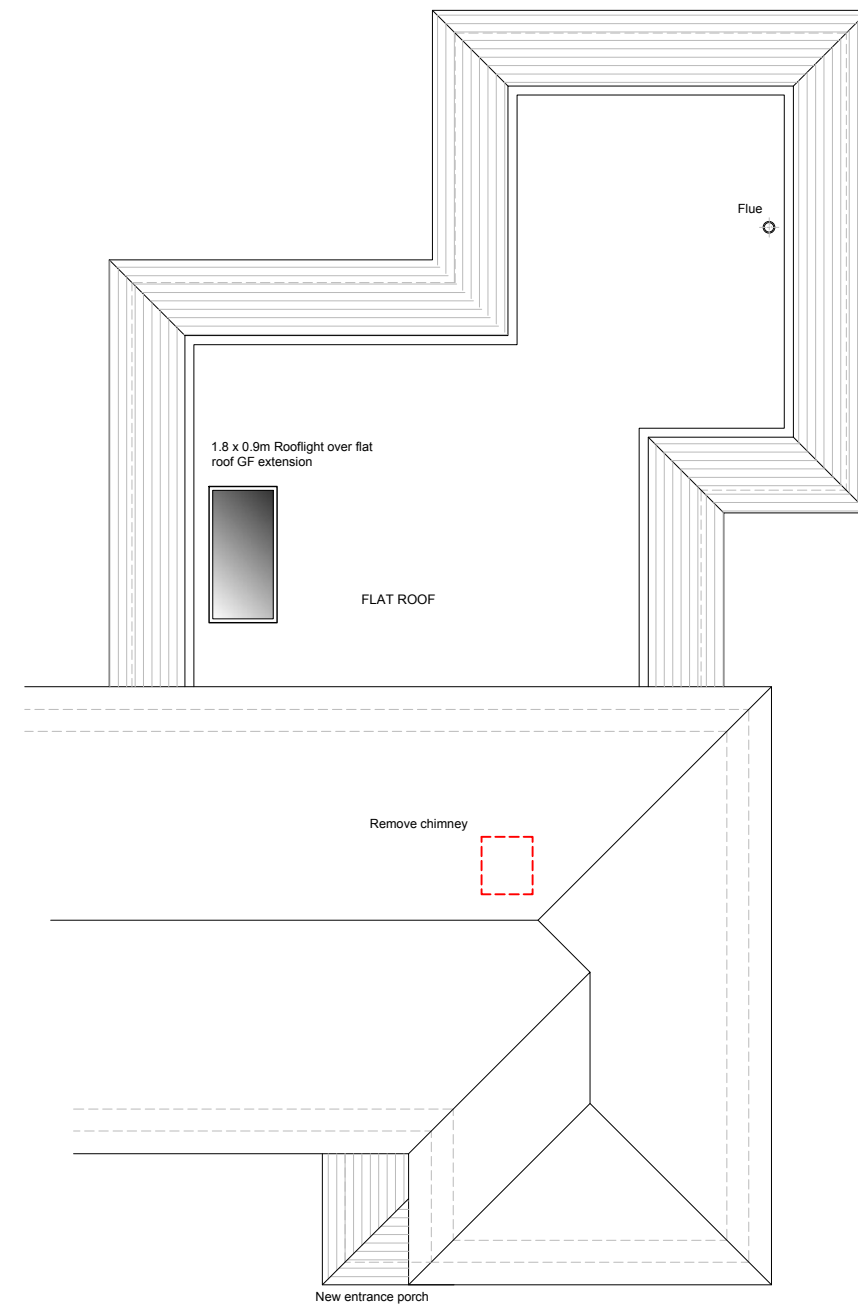 Flue
1.8 x 0.9m Rooflight over flat
roof GF extension
FLAT ROOF
Remove chimney
New entrance porch